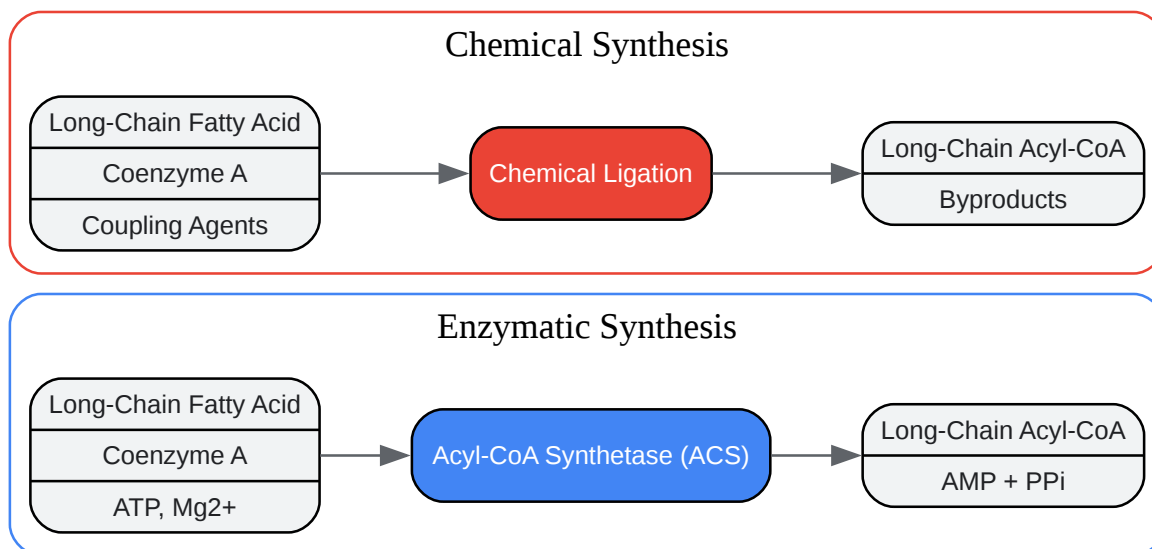 Chemical Synthesis
Long-Chain Fatty Acid
Coenzyme A
Coupling Agents
Chemical Ligation
Long-Chain Acyl-CoA
Byproducts
Enzymatic Synthesis
Long-Chain Fatty Acid
Coenzyme A
ATP, Mg2+
Acyl-CoA Synthetase (ACS)
Long-Chain Acyl-CoA
AMP + PPi